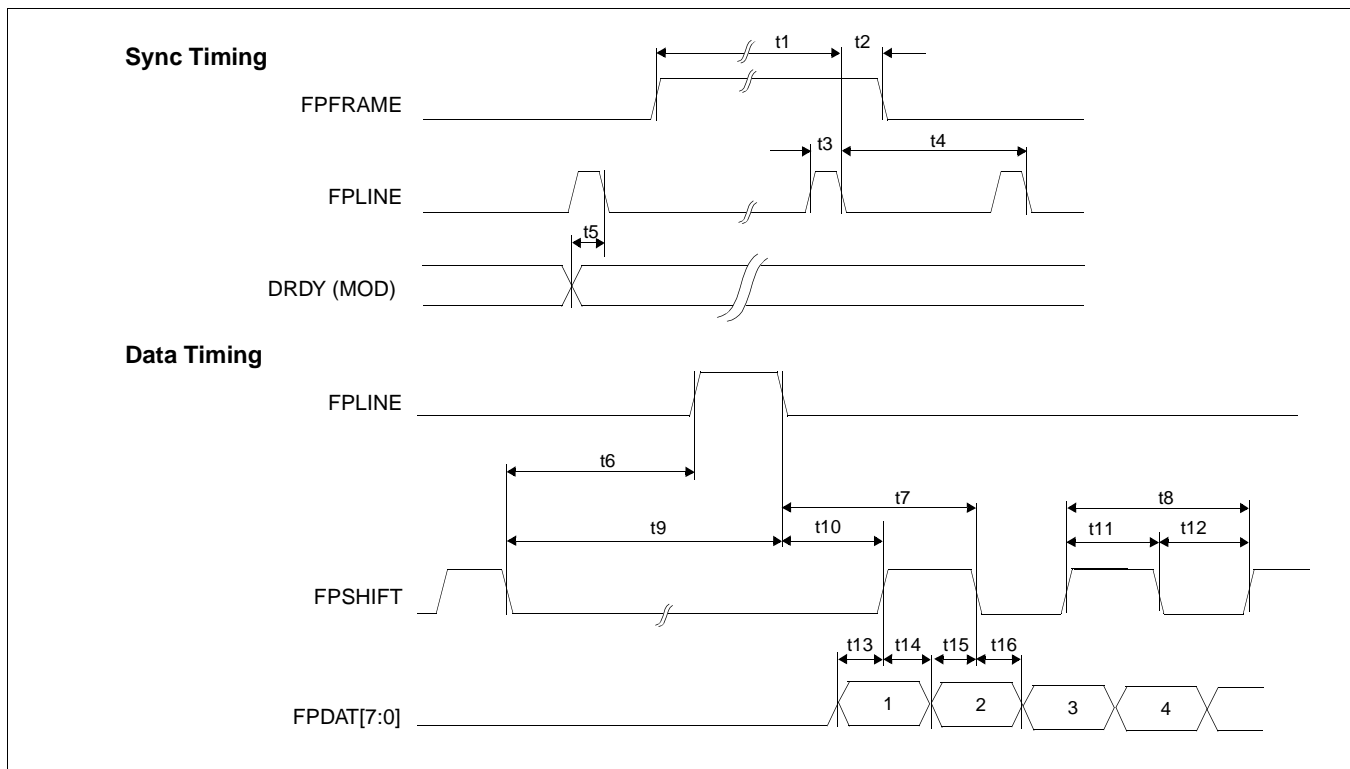 Sync Timing
t1 t2
FPFRAME
t3 t4
FPLINE
t5
DRDY (MOD)
Data Timing
FPLINE
t6
t7 t8
t9 t10 t11 t12
FPSHIFT
t13 t14 t15 t16
FPDAT[7:0] 1 2 3 4